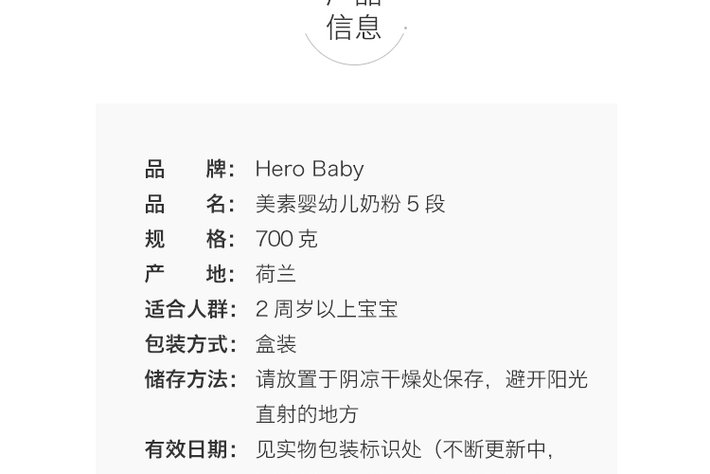 产品
信息
品 牌： Hero Baby
品 名： 美素婴幼儿奶粉 5 段
规 格： 700 克
产 地： 荷兰
适合人群： 2 周岁以上宝宝
包装方式： 盒装
储存方法： 请放置于阴凉干燥处保存，避开阳光
直射的地方
有效日期： 见实物包装标识处（不断更新中，